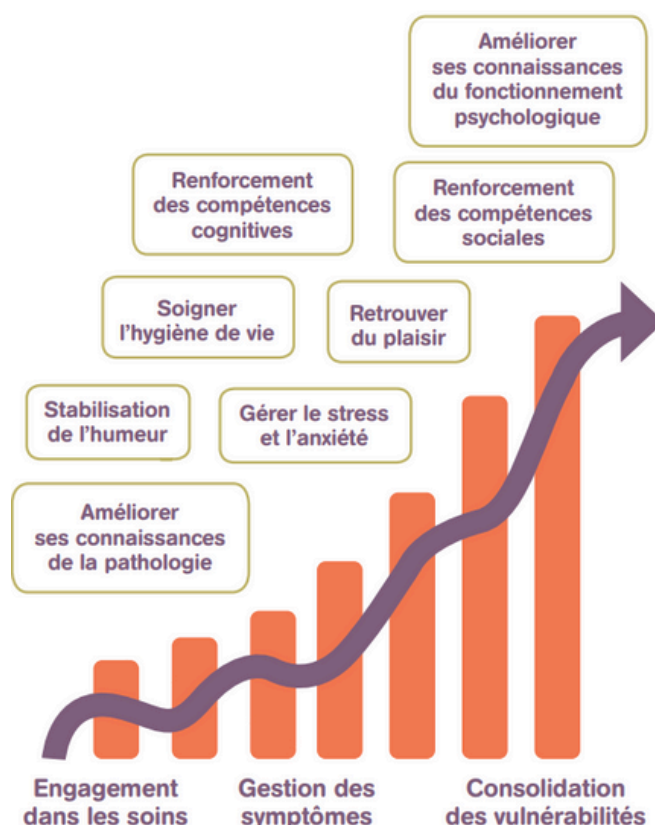 Améliorer
ses connaissances
du fonctionnement
psychologique
Renforcement
des compétences
cognitives
Renforcement
des compétences
sociales
Soigner
l’hygiène de vie
Retrouver
du plaisir
Stabilisation
de l’humeur
Gérer le stress
et l’anxiété
Améliorer
ses connaissances
de la pathologie
Engagement
dans les soins
Gestion des
symptômes
Consolidation
des vulnérabilités